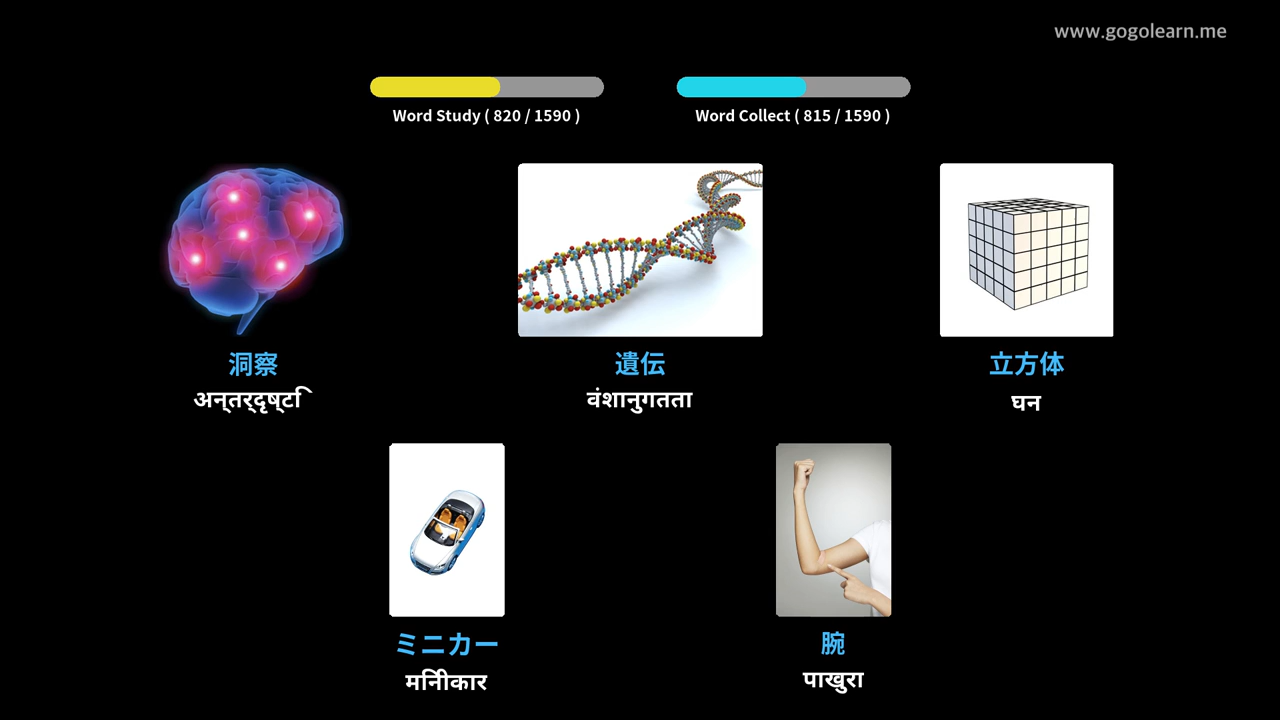 www.gogolearn.me
Word Study ( 820 / 1590 )
Word Collect ( 815 / 1590 )
洞察
अन्तर्दृष्टि
遺伝
वंशानुगतता
立方体
घन
ミニカー
मिनीकार
腕
पाखुरा